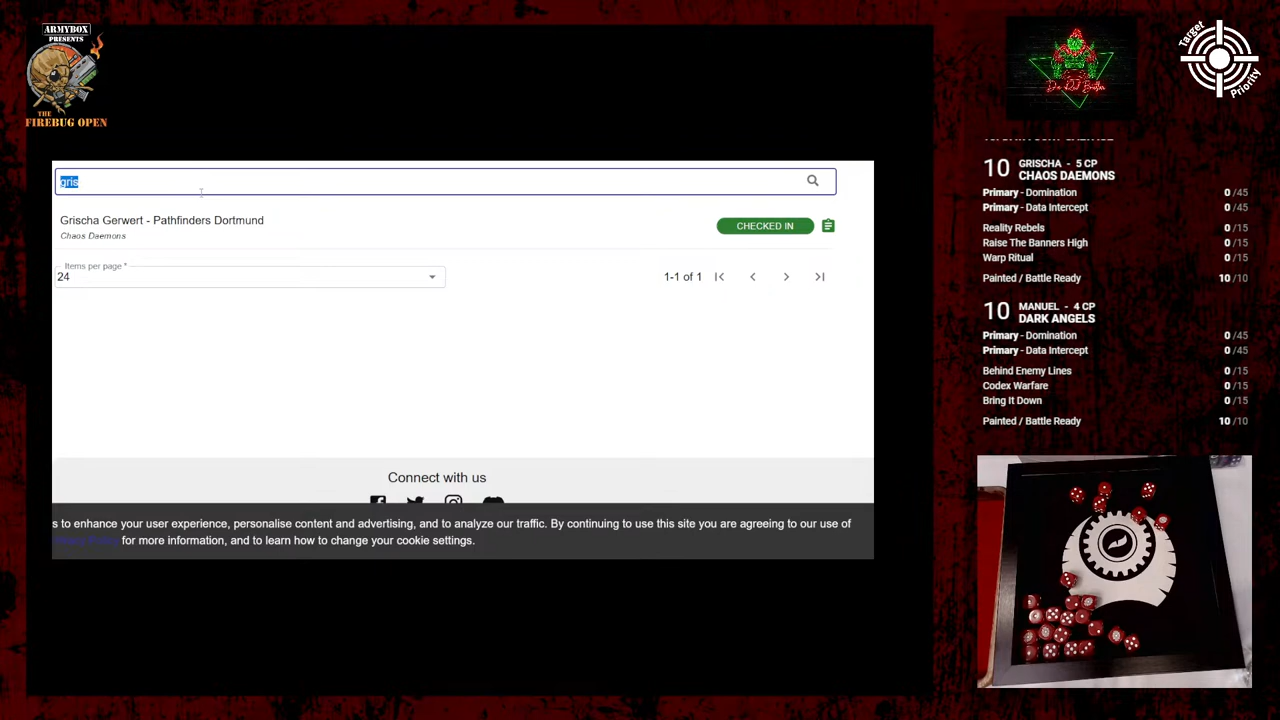 ARMYBOX
PRESENTS
THE
FIREBUG OPEN
gris
Grischa Gerwert - Pathfinders Dortmund
Chaos Daemons
CHECKED IN
Items per page *
24
1-1 of 1
Connect with us
s to enhance your user experience, personalise content and advertising, and to analyze our traffic. By continuing to use this site you are agreeing to our use of
for more information, and to learn how to change your cookie settings.
Target
Priority
10 GRISCHA - 5 CP
CHAOS DAEMONS
Primary - Domination 0/45
Primary - Data Intercept 0/45
Reality Rebels 0/15
Raise The Banners High 0/15
Warp Ritual 0/15
Painted / Battle Ready 10/10
10 MANUEL - 4 CP
DARK ANGELS
Primary - Domination 0/45
Primary - Data Intercept 0/45
Behind Enemy Lines 0/15
Codex Warfare 0/15
Bring It Down 0/15
Painted / Battle Ready 10/10